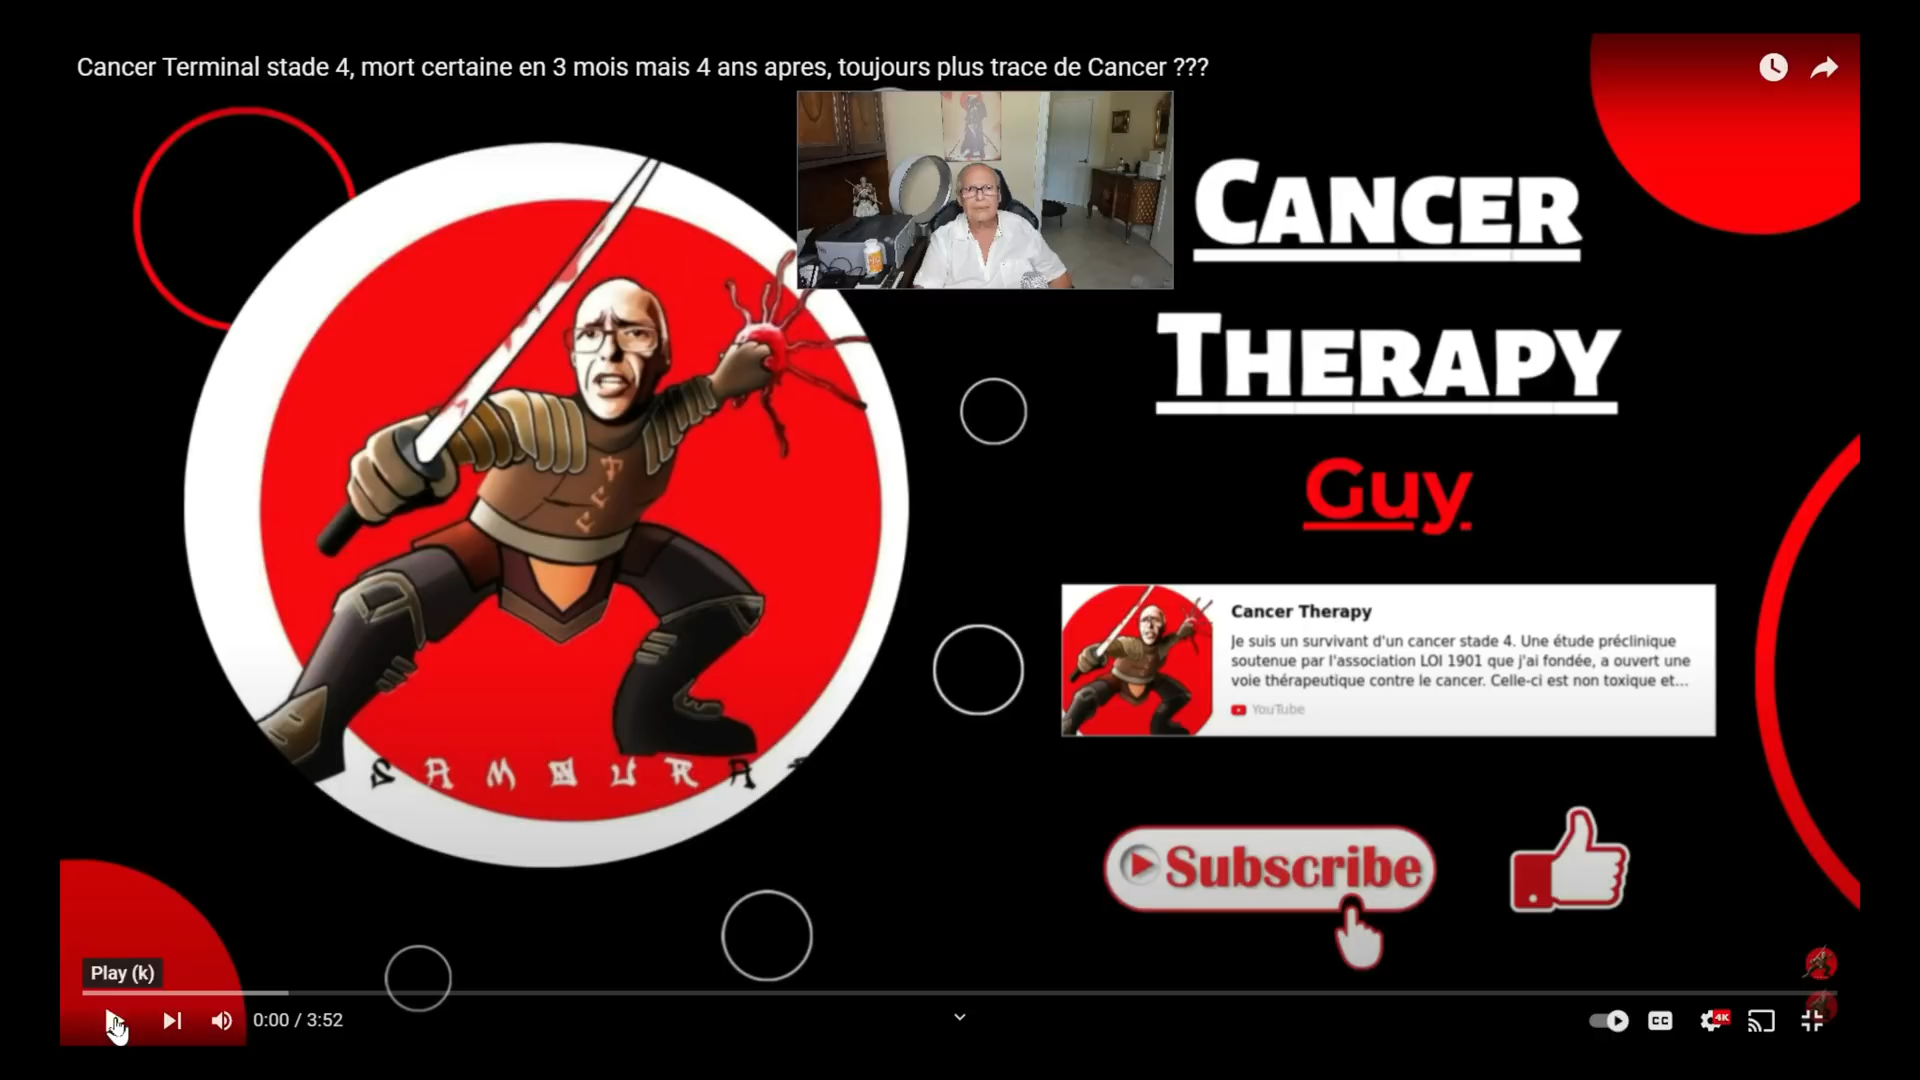 Cancer Terminal stade 4, mort certaine en 3 mois mais 4 ans apres, toujours plus trace de Cancer ???
CANCER
THERAPY
Guy
Cancer Therapy
Je suis un survivant d'un cancer stade 4. Une étude préclinique
soutenue par l'association LOI 1901 que j'ai fondée, a ouvert une
voie thérapeutique contre le cancer. Celle-ci est non toxique et...
YouTube
SAMOURA
Subscribe
Play (k)
0:00 / 3:52
CC
4K